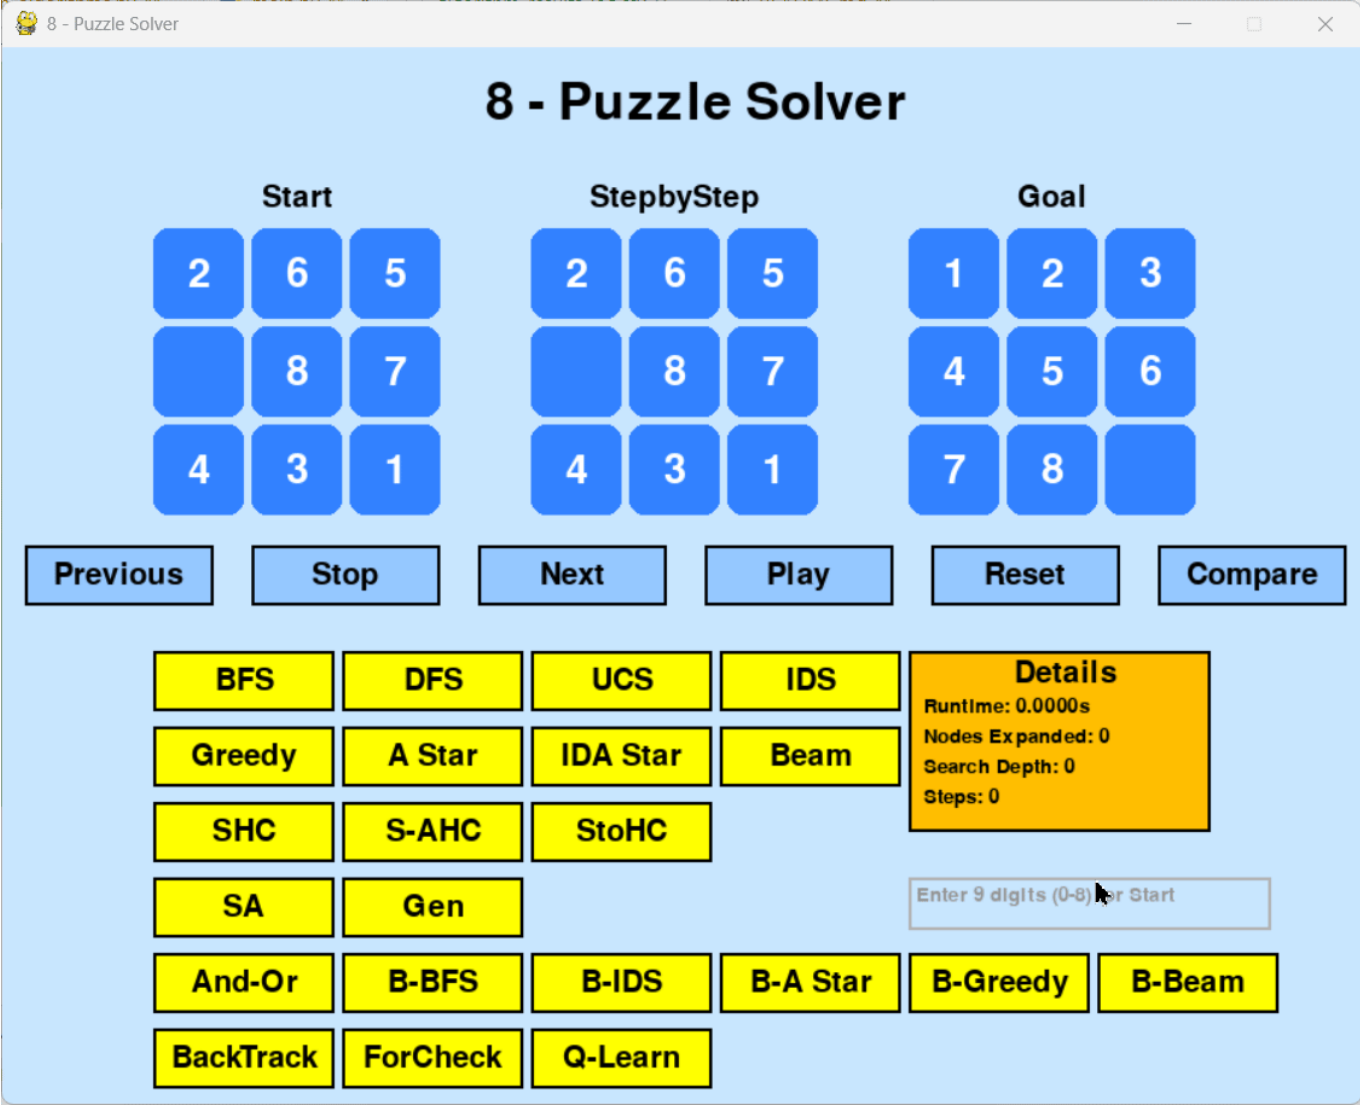 8 - Puzzle Solver
8 - Puzzle Solver
Start
StepbyStep
Goal
2 6 5
2 6 5
1 2 3
8 7
8 7
4 5 6
4 3 1
4 3 1
7 8
Previous
Stop
Next
Play
Reset
Compare
BFS
DFS
UCS
IDS
Greedy
A Star
IDA Star
Beam
SHC
S-AHC
StoHC
SA
Gen
Details
Runtime: 0.0000s
Nodes Expanded: 0
Search Depth: 0
Steps: 0
Enter 9 digits (0-8) for Start
And-Or
B-BFS
B-IDS
B-A Star
B-Greedy
B-Beam
BackTrack
ForCheck
Q-Learn